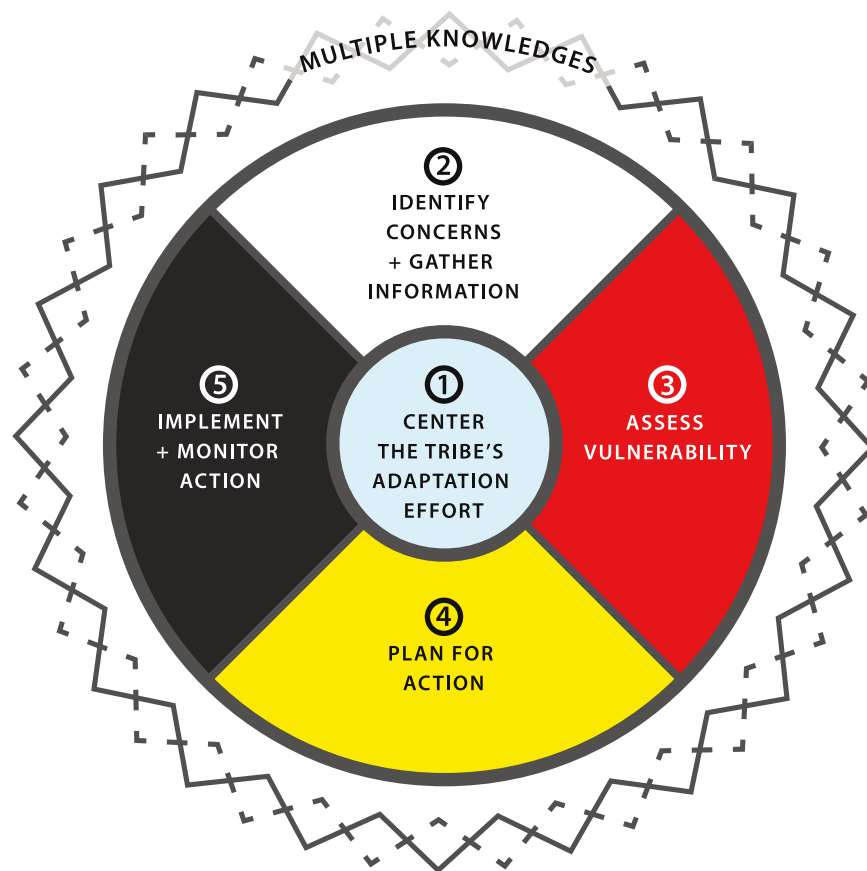 MULTIPLE KNOWLEDGES
2
IDENTIFY
CONCERNS
+ GATHER
INFORMATION
1
CENTER
THE TRIBE'S
ADAPTATION
EFFORT
3
ASSESS
VULNERABILITY
4
PLAN FOR
ACTION
5
IMPLEMENT
+ MONITOR
ACTION